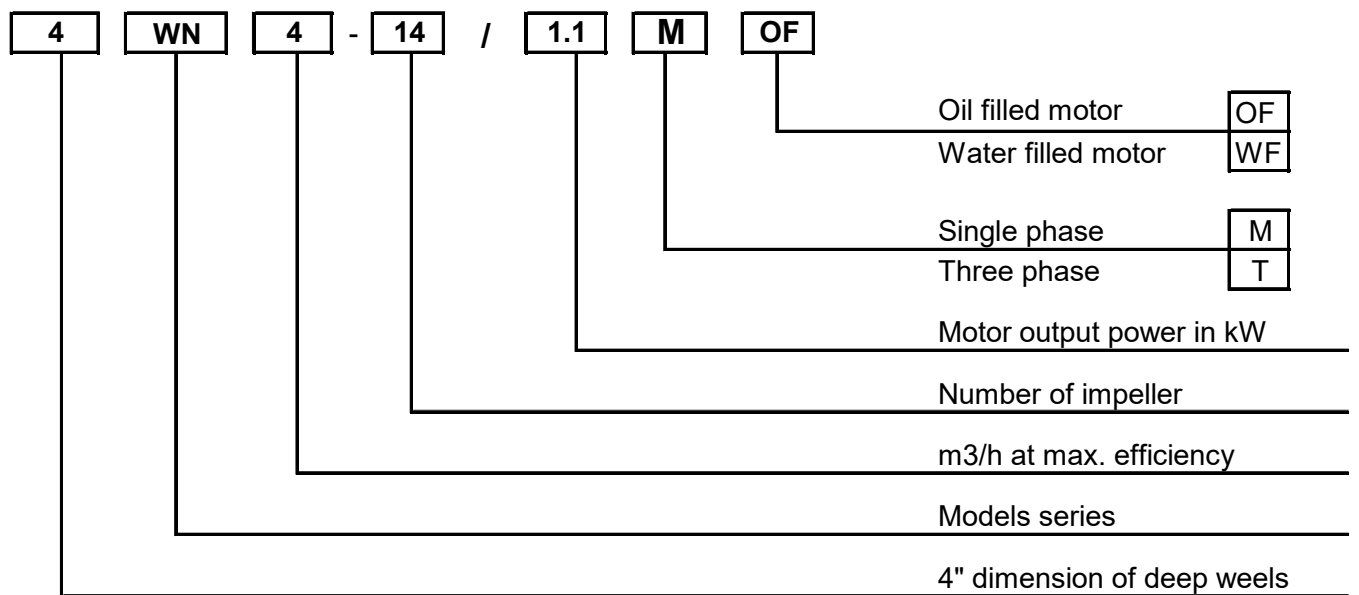 4 WN 4 - 14 / 1.1 M OF
Oil filled motor OF
Water filled motor WF
Single phase M
Three phase T
Motor output power in kW
Number of impeller
m3/h at max. efficiency
Models series
4" dimension of deep weels